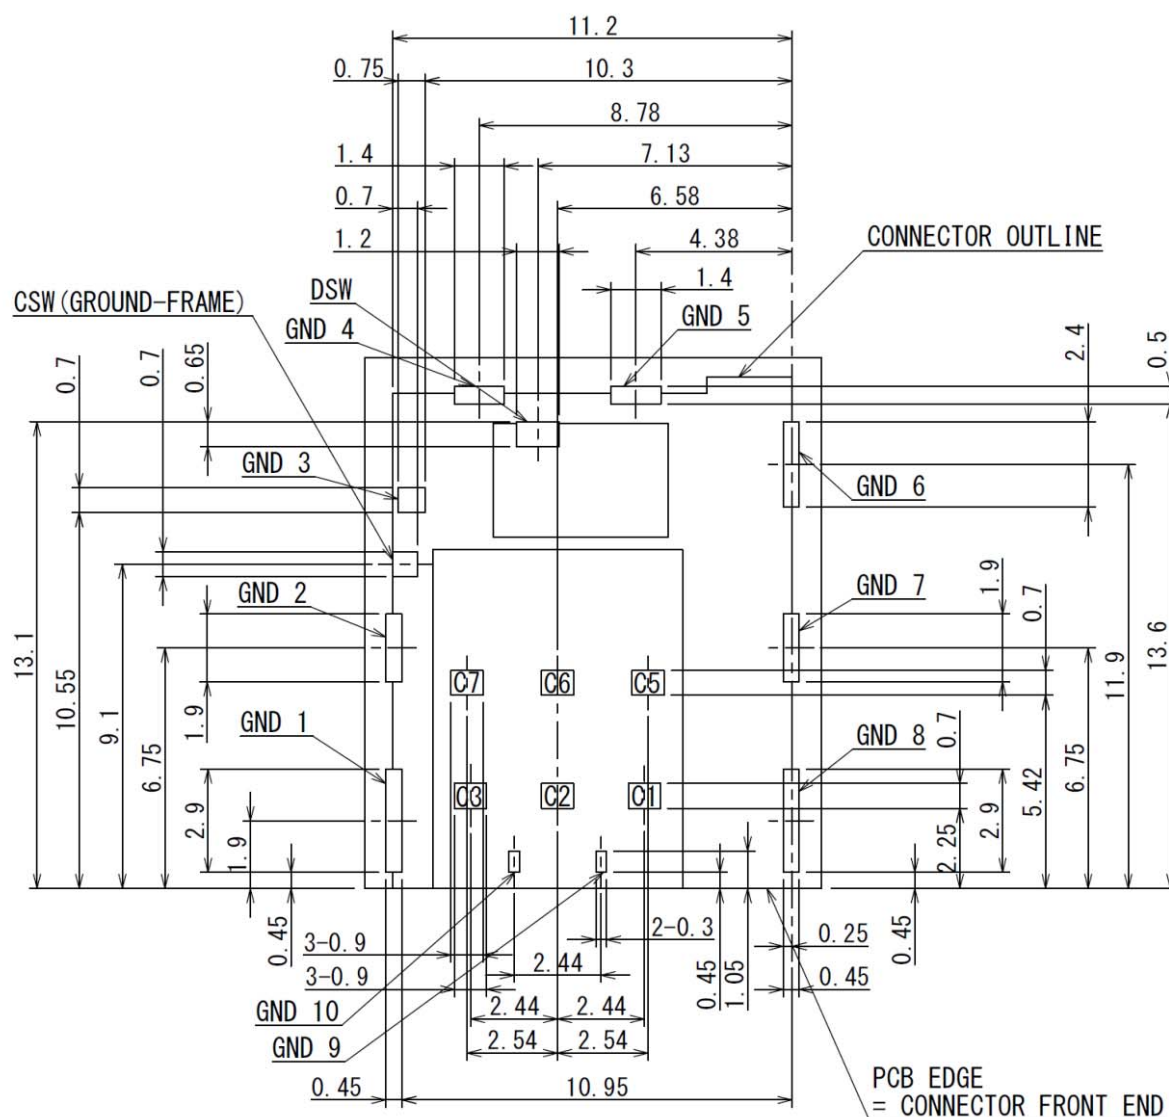 11.2
0.75
10.3
8.78
1.4
7.13
0.7
6.58
1.2
4.38
CONNECTOR OUTLINE
1.4
DSW
CSW(GROUND-FRAME)
GND 4
GND 5
0.7
0.7
0.65
2.4
0.5
GND 3
GND 6
GND 2
GND 7
1.9
0.7
13.1
10.55
9.1
6.75
1.9
11.9
13.6
C7
C6
C5
GND 1
GND 8
0.7
5.42
6.75
C3
C2
C1
2.9
1.9
2.25
2.9
0.45
3-0.9
2-0.3
0.25
0.45
3-0.9
2.44
0.45
1.05
0.45
GND 10
2.44
2.44
GND 9
2.54
2.54
0.45
10.95
PCB EDGE
= CONNECTOR FRONT END